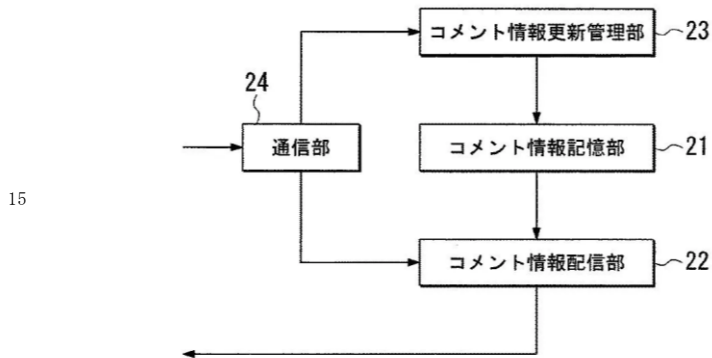 コメント情報更新管理部 23
24
通信部
コメント情報記憶部 21
15
コメント情報配信部 22